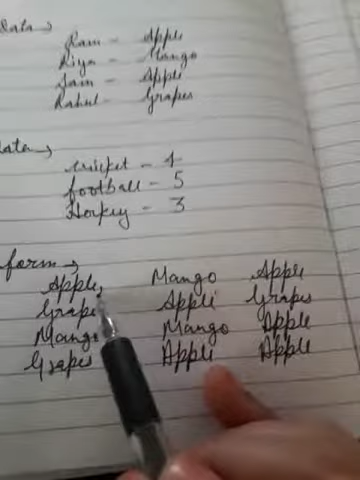 data →
Ram - Apple
Riya - Mango
Jain - Apple
Rahul - Grapes
data →
Cricket - 4
football - 5
Hockey - 3
form →
Apple, Mango Apple
Grapes Apple Grapes
Mango Mango Apple
Grapes Apple Apple